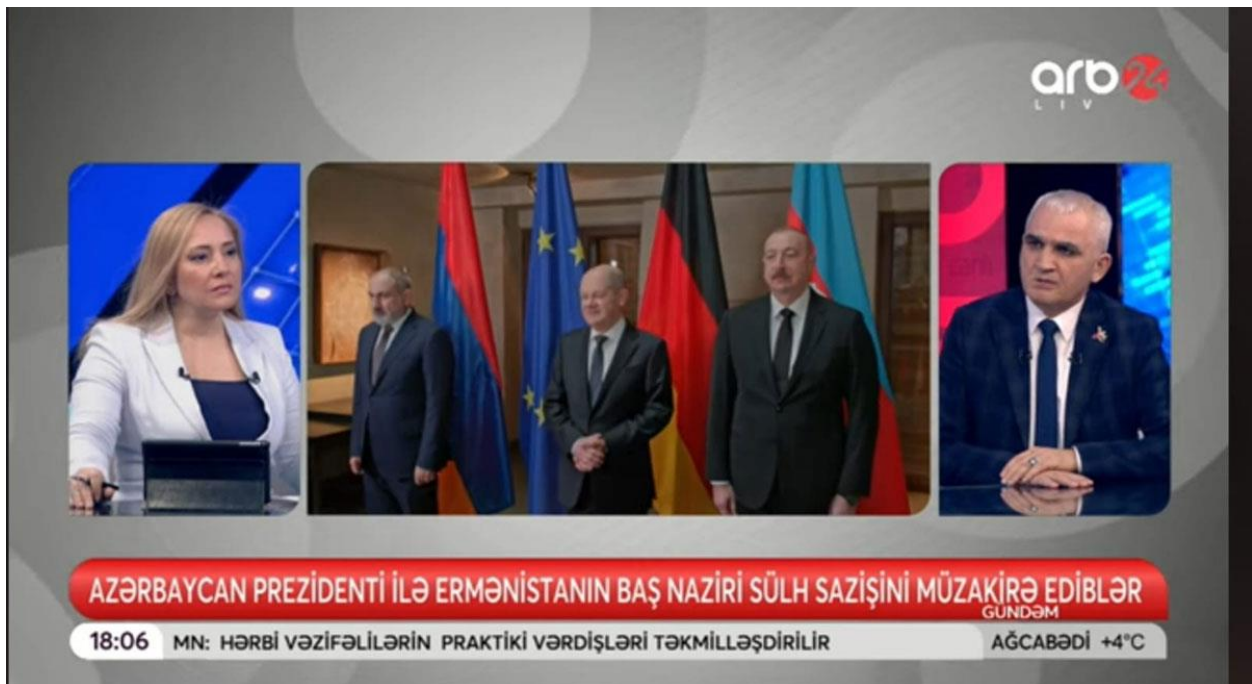 arb 24
LIV
AZƏRBAYCAN PREZİDENTİ İLƏ ERMƏNİSTANIN BAŞ NAZİRİ SÜLH SAZİŞİNİ MÜZAKİRƏ EDİBLƏR
GÜNDƏM
18:06 MN: HƏRBİ VƏZİFƏLİLƏRİN PRAKTİKİ VƏRDİŞLƏRİ TƏKMİLLƏŞDİRİLİR AĞCABƏDİ +4°C